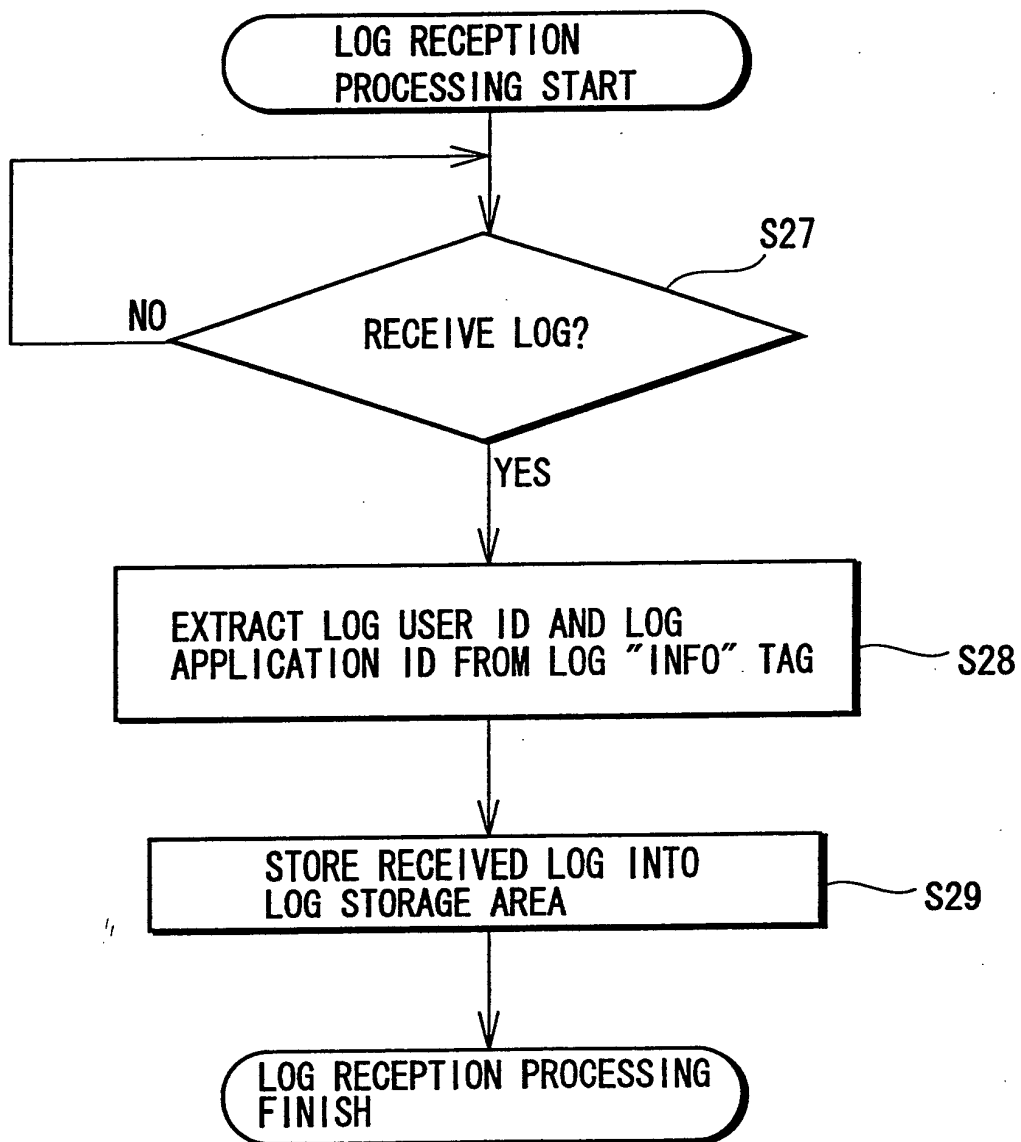 LOG RECEPTION
PROCESSING START
S27
NO
RECEIVE LOG?
YES
EXTRACT LOG USER ID AND LOG
APPLICATION ID FROM LOG "INFO" TAG
S28
STORE RECEIVED LOG INTO
LOG STORAGE AREA
S29
LOG RECEPTION PROCESSING
FINISH